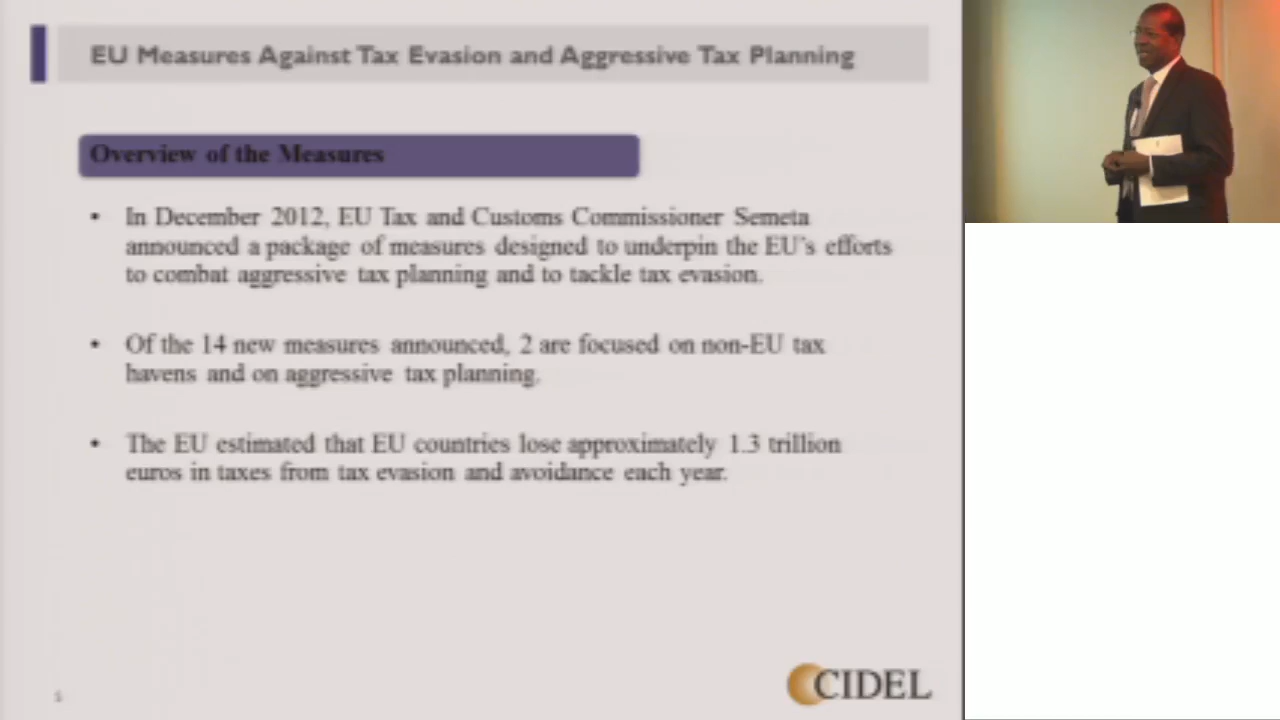 EU Measures Against Tax Evasion and Aggressive Tax Planning
Overview of the Measures
• In December 2012, EU Tax and Customs Commissioner Semeta
announced a package of measures designed to underpin the EU's efforts
to combat aggressive tax planning and to tackle tax evasion.
• Of the 14 new measures announced, 2 are focused on non-EU tax
havens and on aggressive tax planning.
• The EU estimated that EU countries lose approximately 1.3 trillion
euros in taxes from tax evasion and avoidance each year.
CIDEL